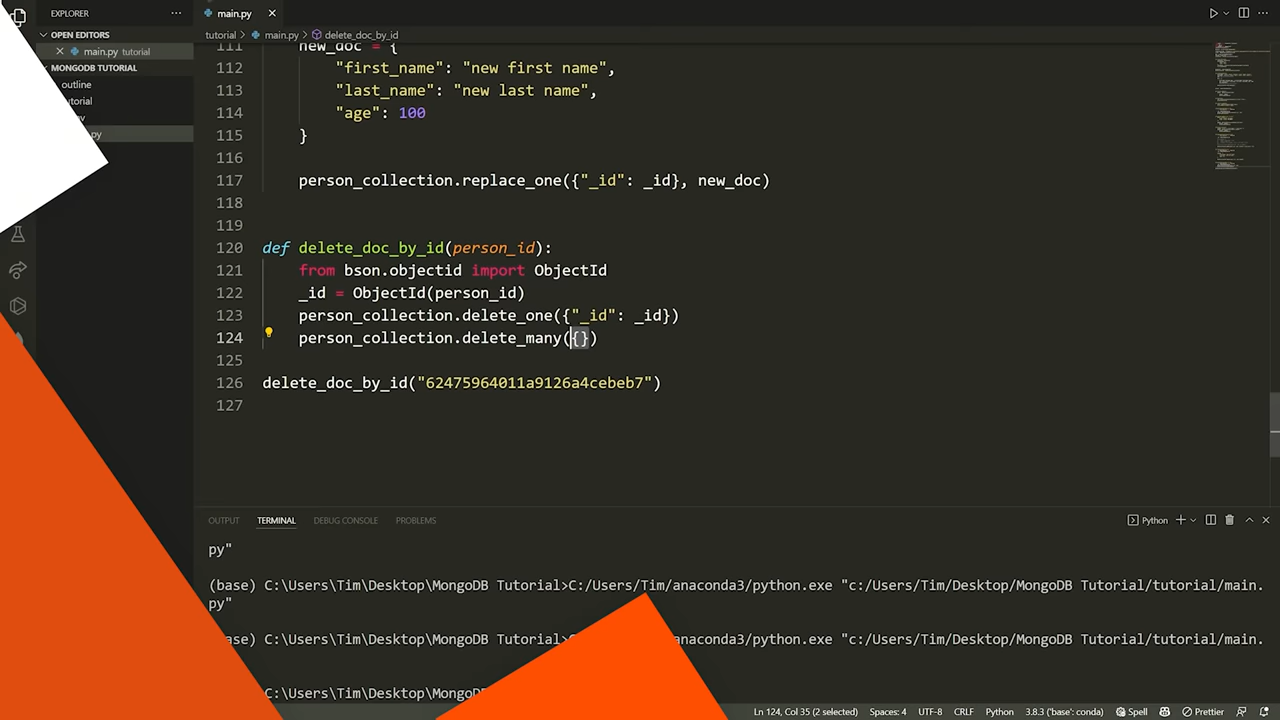 EXPLORER
main.py
OPEN EDITORS
main.py tutorial
MONGODB TUTORIAL
outline
tutorial > main.py > delete_doc_by_id
111 new_doc = {
112 "first_name": "new first name",
113 "last_name": "new last name",
114 "age": 100
115 }
116
117 person_collection.replace_one({"_id": _id}, new_doc)
118
119
120 def delete_doc_by_id(person_id):
121 from bson.objectid import ObjectId
122 _id = ObjectId(person_id)
123 person_collection.delete_one({"_id": _id})
124 person_collection.delete_many({})
125
126 delete_doc_by_id("62475964011a9126a4cebeb7")
127
OUTPUT TERMINAL DEBUG CONSOLE PROBLEMS
Python
py"
(base) C:\Users\Tim\Desktop\MongoDB Tutorial>C:/Users/Tim/anaconda3/python.exe "c:/Users/Tim/Desktop/MongoDB Tutorial/tutorial/main.
py"
C:\Users\Tim\Desktop\MongoDB Tutorial> anaconda3/python.exe "c:/Users/Tim/Desktop/MongoDB Tutorial/tutorial/main.
C:\Users\Tim\Desktop
Ln 124, Col 35 (2 selected) Spaces: 4 UTF-8 CRLF Python 3.8.3 ('base': conda) Spell Prettier